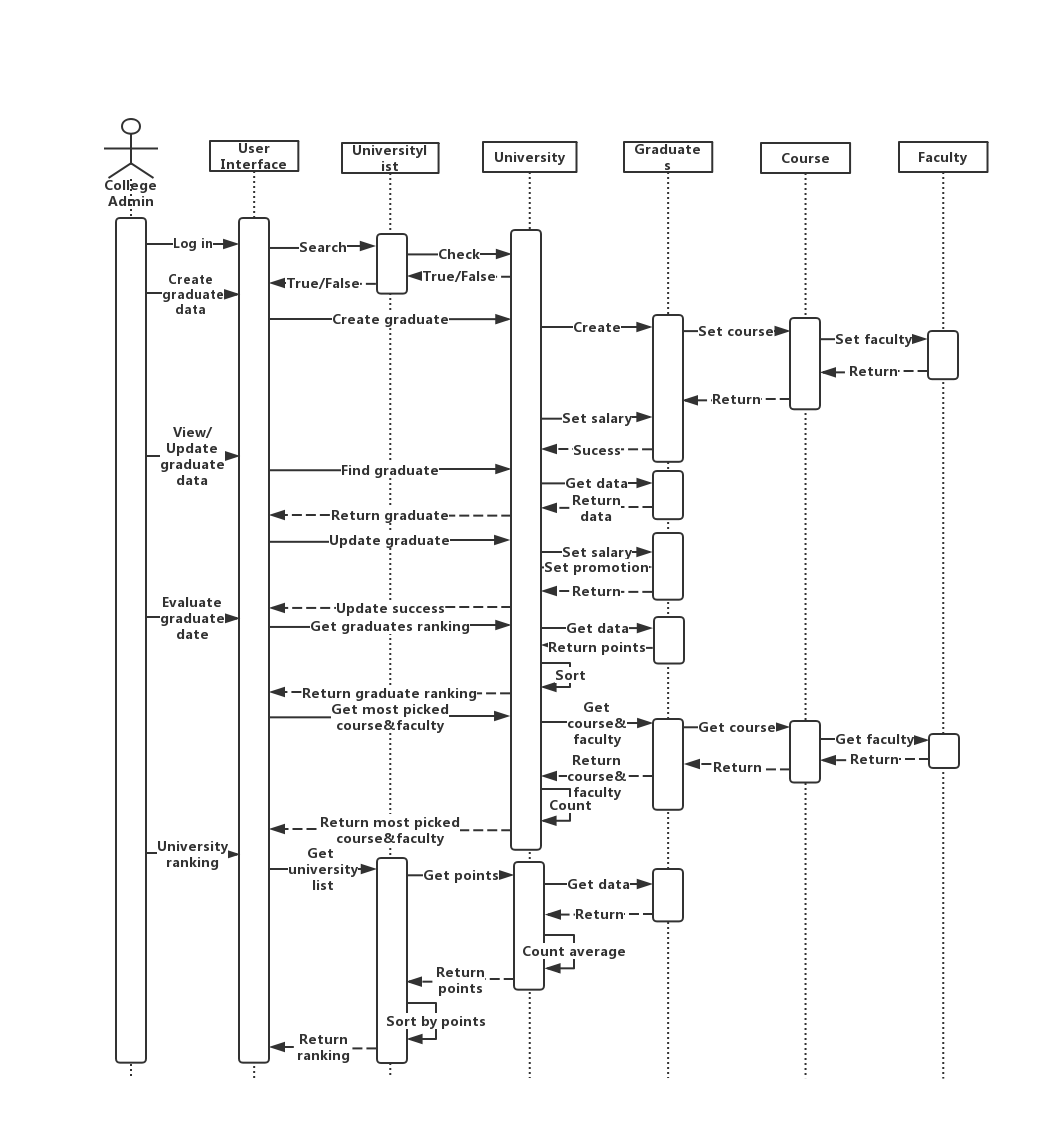 College
Admin
User
Interface
Universityl
ist
University
Graduate
s
Course
Faculty
Log in
Search
Check
True/False
True/False
Create
graduate
data
Create graduate
Create
Set course
Set faculty
Return
Return
Set salary
Sucess
View/
Update
graduate
data
Find graduate
Get data
Return
data
Return graduate
Update graduate
Set salary
Set promotion
Return
Evaluate
graduate
date
Update success
Get graduates ranking
Get data
Return points
Sort
Return graduate ranking
Get most picked
course&faculty
Get
course&
faculty
Get course
Get faculty
Return
Return
Return
course&
faculty
Count
Return most picked
course&faculty
University
ranking
Get
university
list
Get points
Get data
Return
Count average
Return
points
Sort by points
Return
ranking